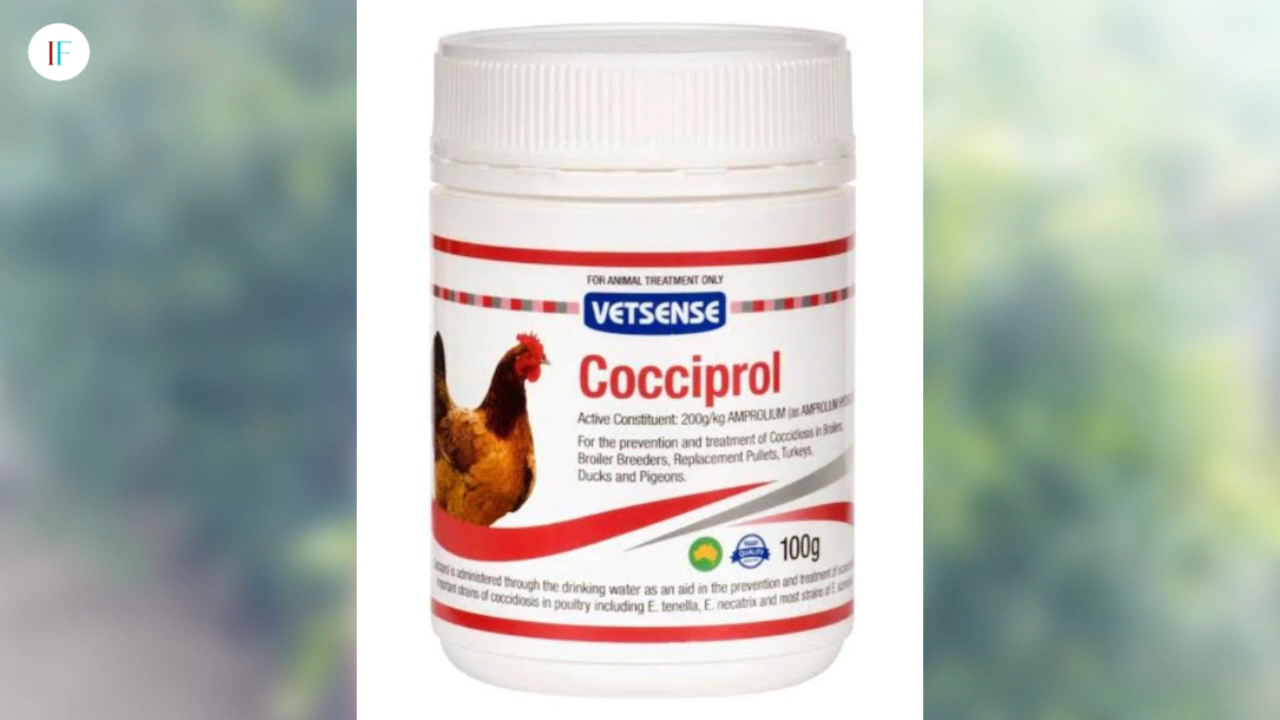 IF
FOR ANIMAL TREATMENT ONLY
VETSENSE
Cocciprol
Active Constituent: 200g/kg AMPROLIUM (as AMPROLIUM
For the prevention and treatment of Coccidiosis in Broilers,
Broiler Breeders, Replacement Pullets, Turkeys,
Ducks and Pigeons.
QUALITY
100g
is administered through the drinking water as an aid in the prevention and treatment of
strains of coccidiosis in poultry including E. tenella, E. necatrix and most strains of E.